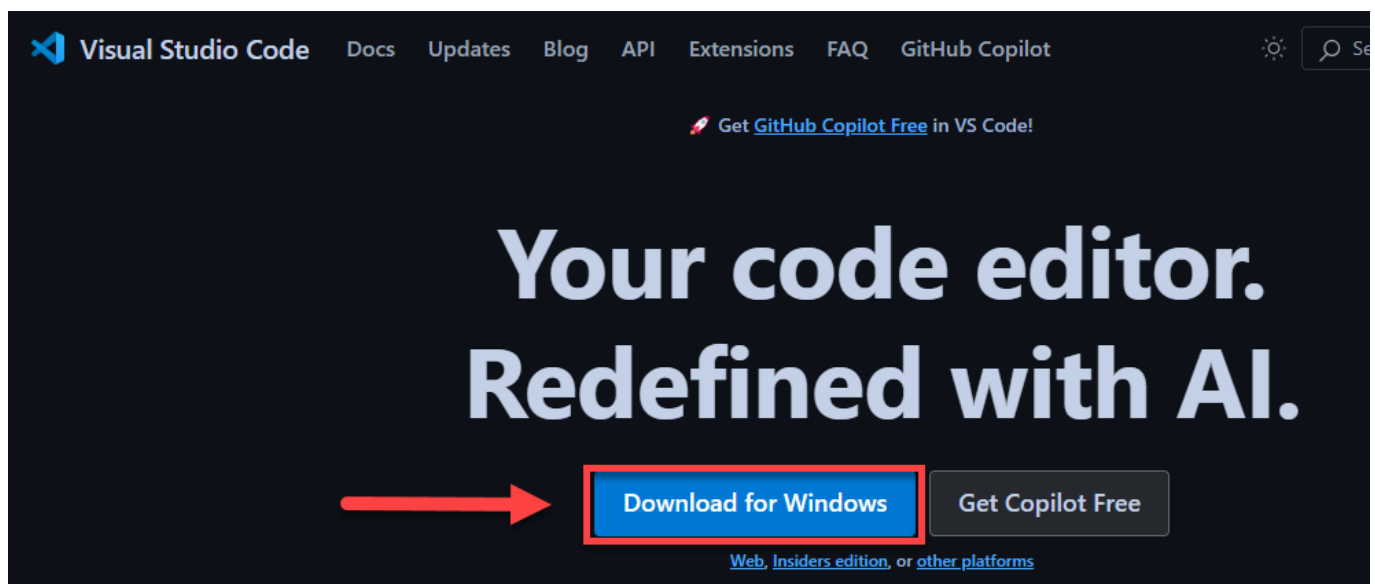 Visual Studio Code Docs Updates Blog API Extensions FAQ GitHub Copilot Se
🚀 Get GitHub Copilot Free in VS Code!
Your code editor.
Redefined with AI.
Download for Windows Get Copilot Free
Web, Insiders edition, or other platforms